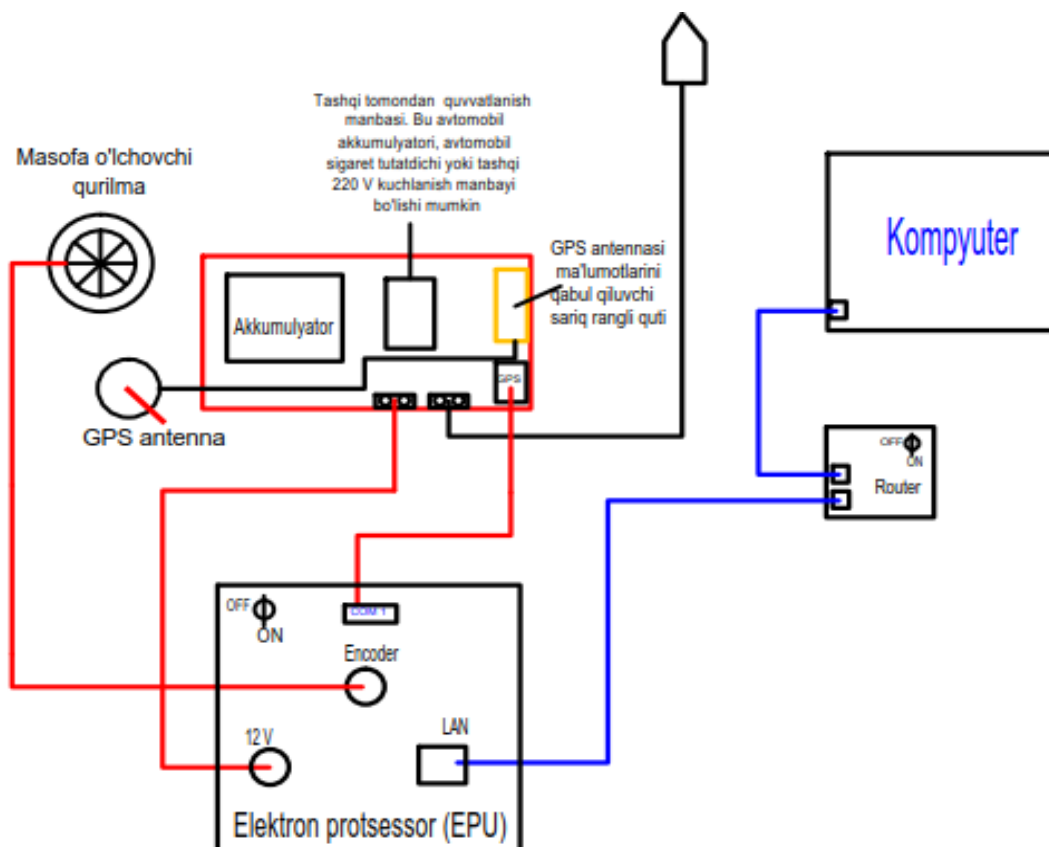 Tashqi tomondan quvvatlanish
manbasi. Bu avtomobil
akkumulyatori, avtomobil
sigaret tutatdichi yoki tashqi
220 V kuchlanish manbayi
bo'lishi mumkin
Masofa o'lchovchi
qurilma
Kompyuter
GPS antennasi
ma'lumotlarini
qabul qiluvchi
sariq rangli quti
Akkumulyator
GPS
GPS antenna
OFF
ON
Router
OFF
ON
COM 1
Encoder
12 V
LAN
Elektron protsessor (EPU)